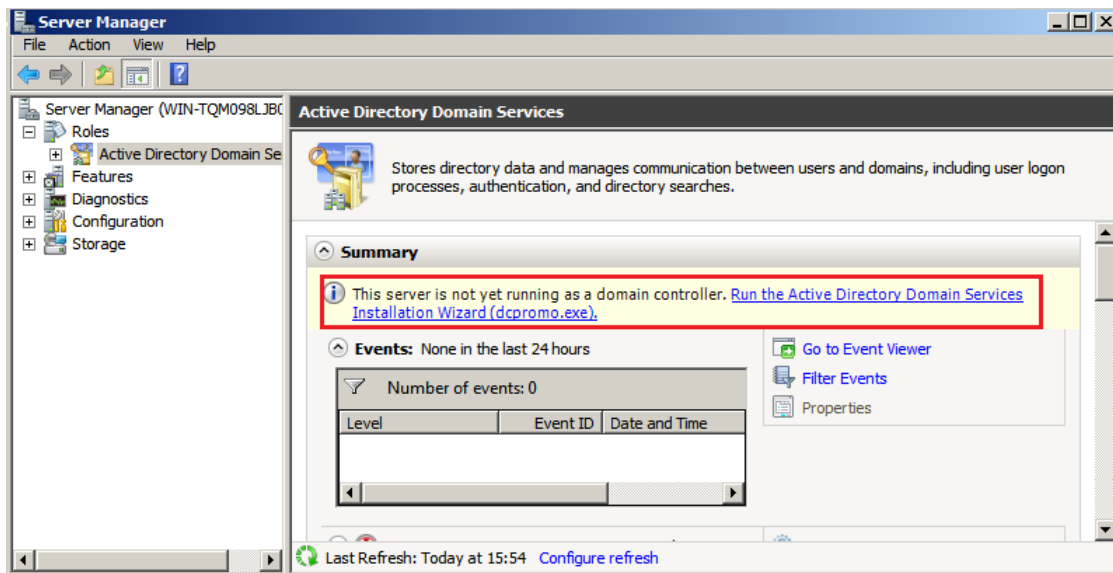 Server Manager
File Action View Help
Server Manager (WIN-TQM098LJB
Roles
Active Directory Domain Se
Features
Diagnostics
Configuration
Storage
Active Directory Domain Services
Stores directory data and manages communication between users and domains, including user logon
processes, authentication, and directory searches.
Summary
This server is not yet running as a domain controller. Run the Active Directory Domain Services
Installation Wizard (dcpromo.exe).
Events: None in the last 24 hours
Number of events: 0
Level Event ID Date and Time
Go to Event Viewer
Filter Events
Properties
Last Refresh: Today at 15:54 Configure refresh